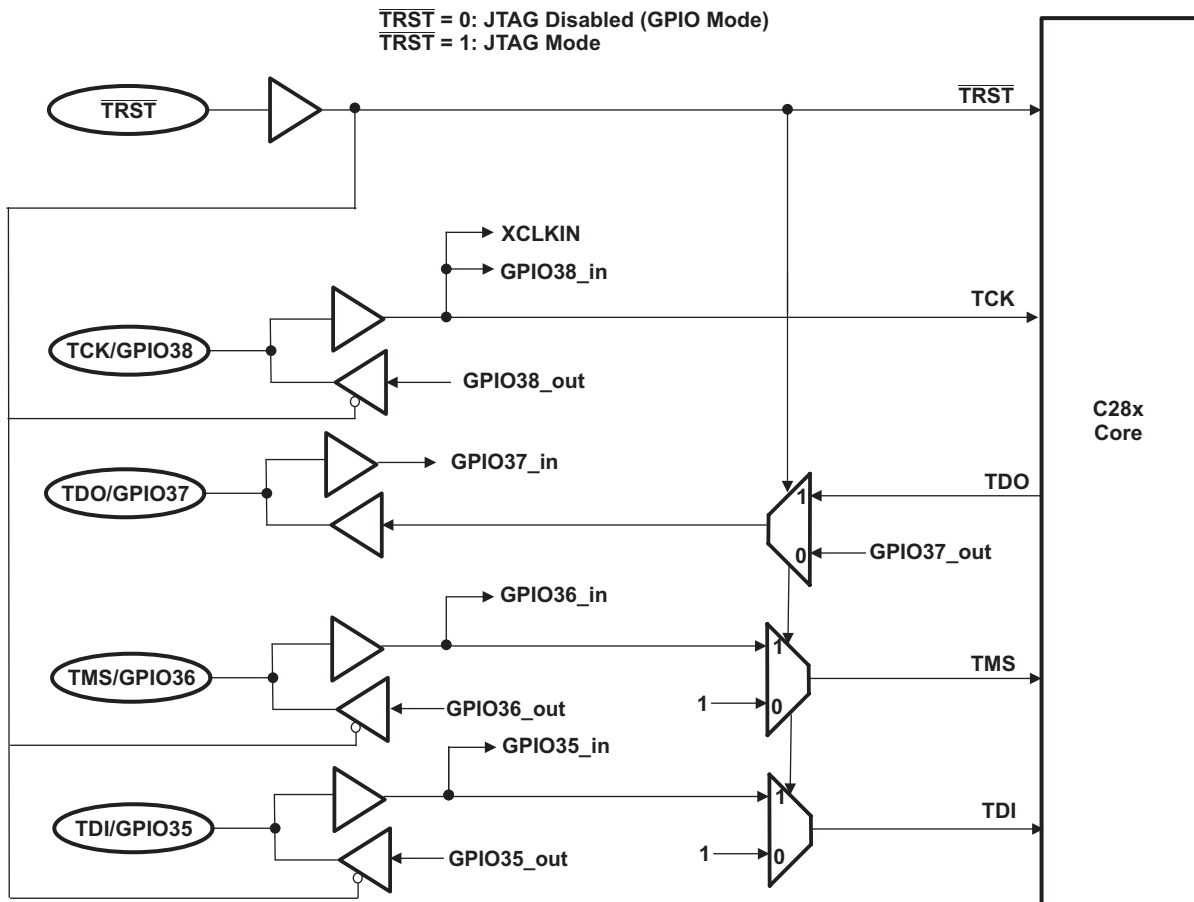 TRST = 0: JTAG Disabled (GPIO Mode)
TRST = 1: JTAG Mode
TRST
TRST
XCLKIN
GPIO38_in
TCK
TCK/GPIO38
GPIO38_out
C28x
Core
GPIO37_in
TDO
TDO/GPIO37
1
0
GPIO37_out
GPIO36_in
1
TMS/GPIO36
TMS
GPIO36_out
1
0
GPIO35_in
1
TDI/GPIO35
TDI
GPIO35_out
1
0